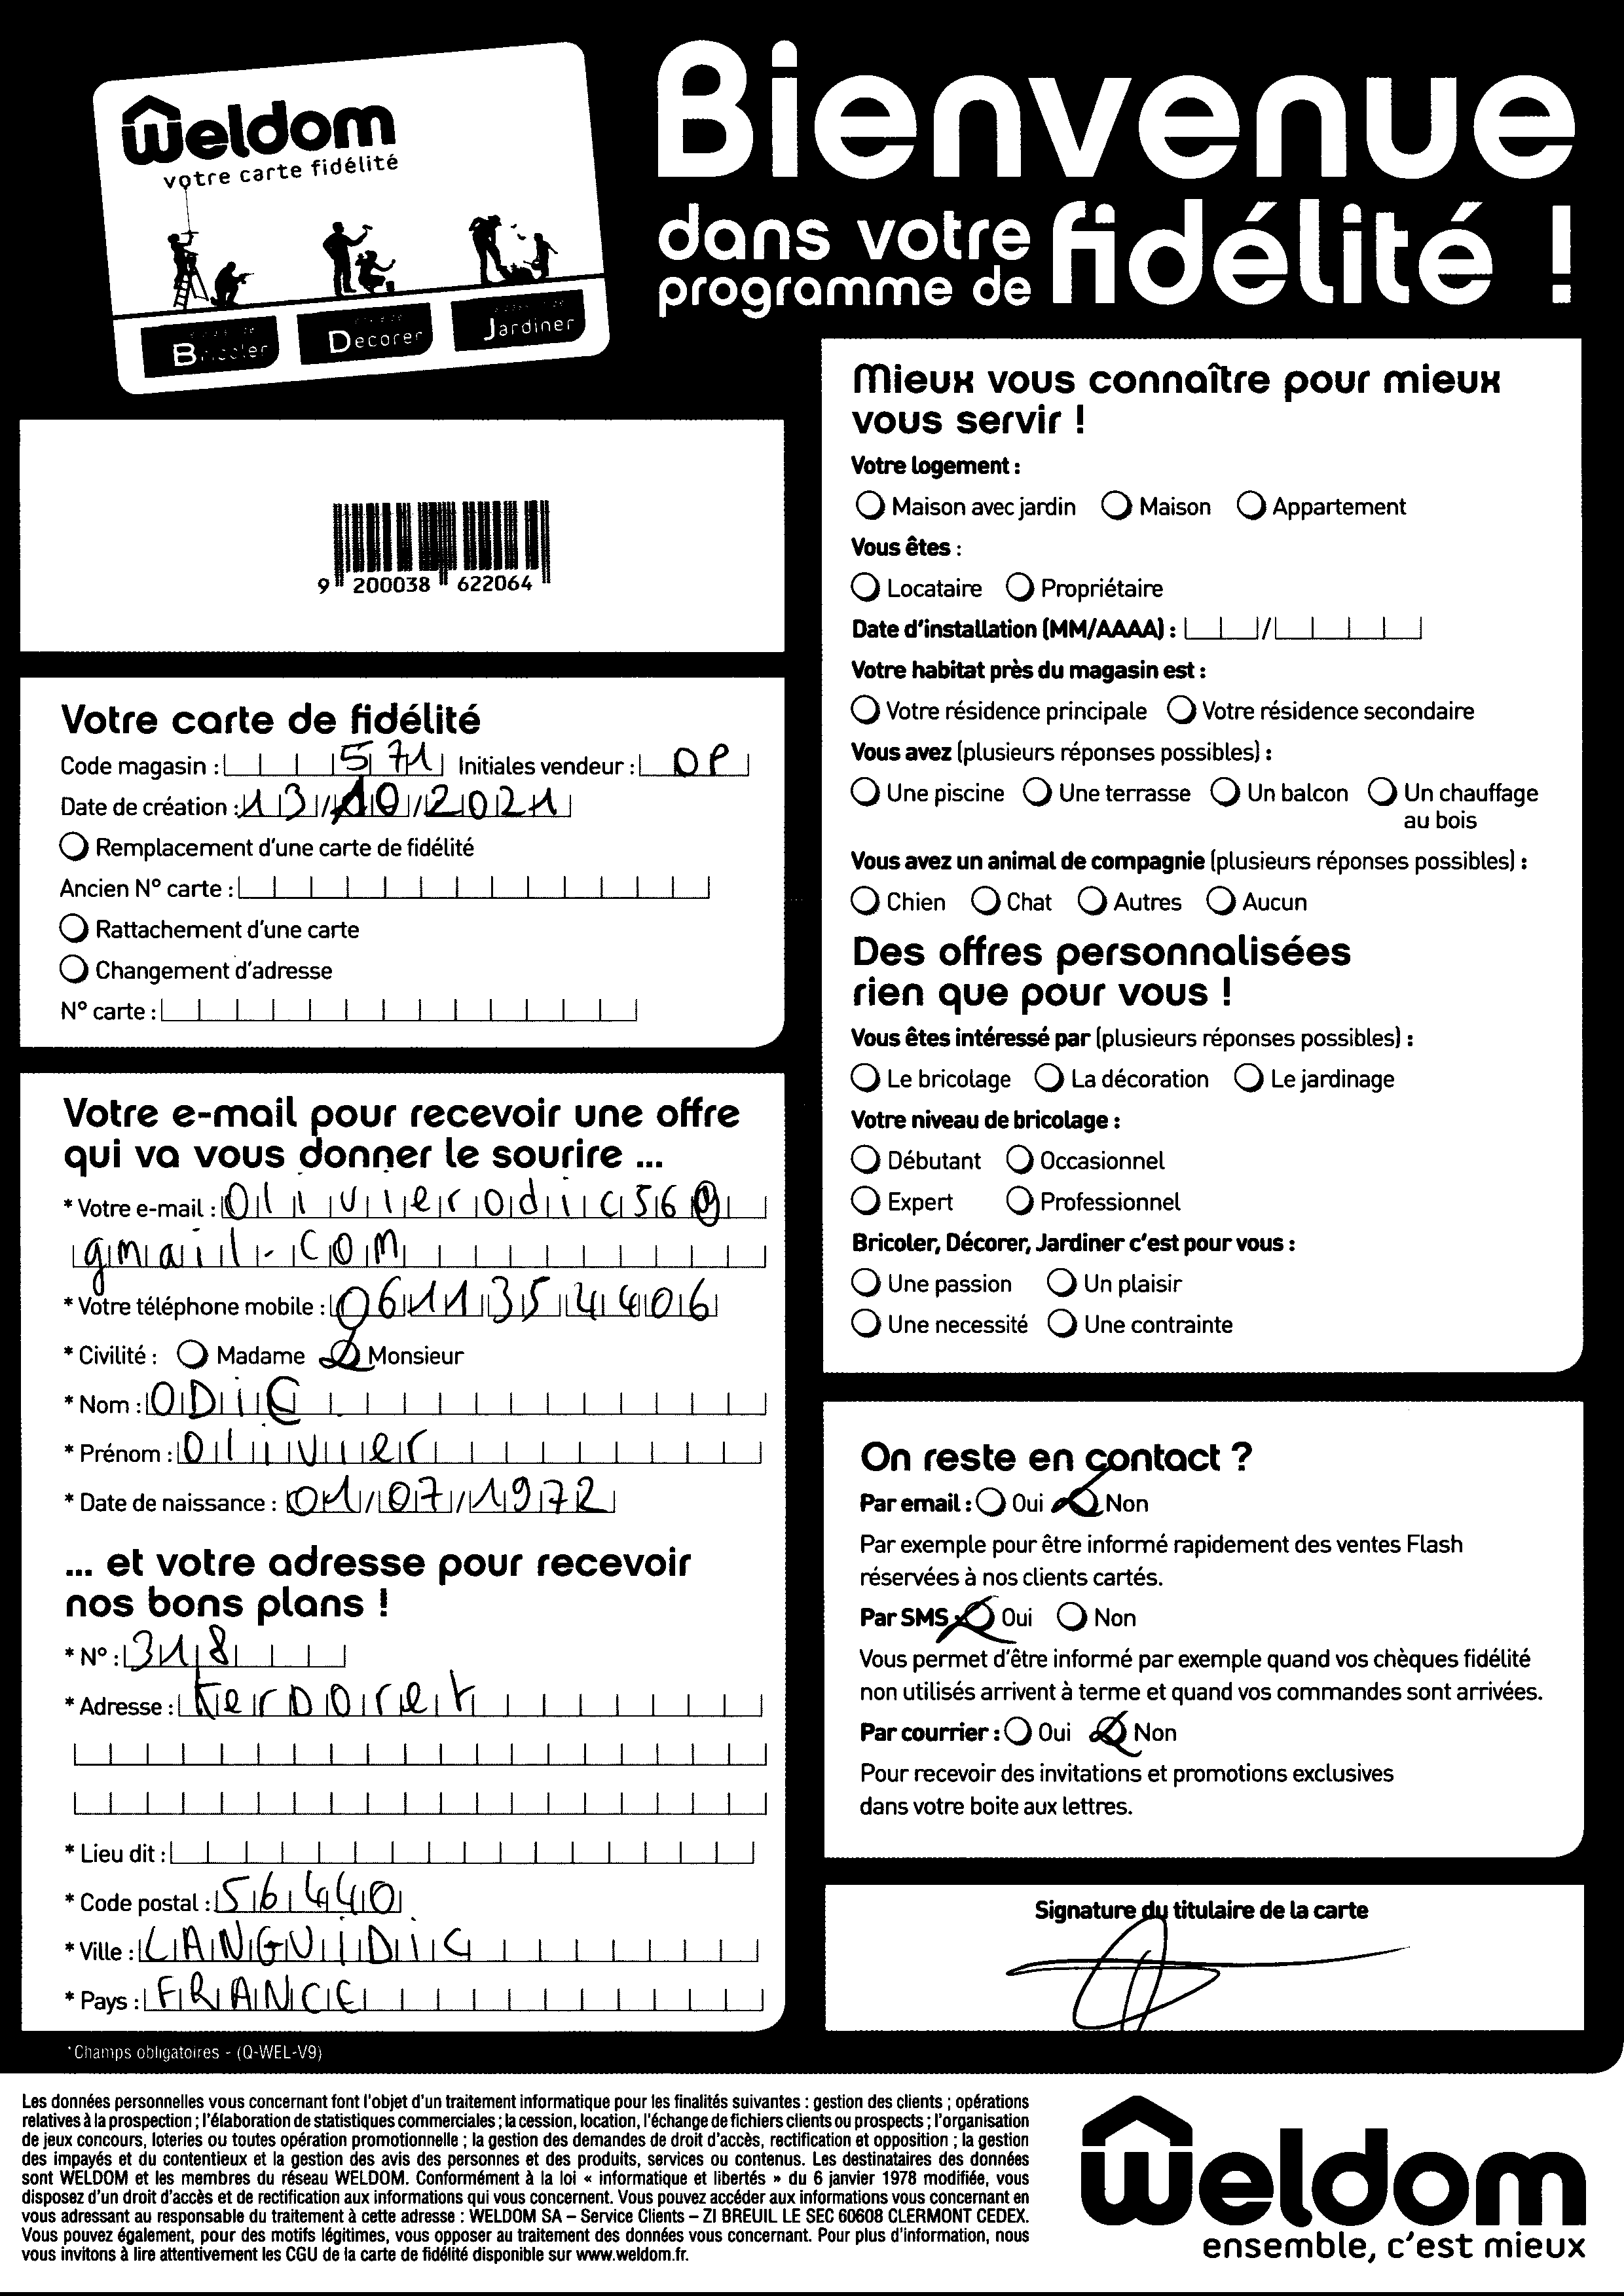 Weldom
votre carte fidélité
Bricoler
Decorer
Jardiner
Bienvenue
dans votre
programme de fidélité !
9 200038 622064
Votre carte de fidélité
Code magasin : 571 Initiales vendeur : OP
Date de création : 13/10/2021
Remplacement d'une carte de fidélité
Ancien N° carte :
Rattachement d'une carte
Changement d'adresse
N° carte :
Votre e-mail pour recevoir une offre
qui va vous donner le sourire ...
* Votre e-mail : Olivierodic56@
gmail.com
* Votre téléphone mobile : 0611354406
* Civilité : Madame Monsieur
* Nom : ODiC
* Prénom : Olivier
* Date de naissance : 01/07/1972
... et votre adresse pour recevoir
nos bons plans !
* N° : 318
* Adresse : KerDoret
* Lieu dit :
* Code postal : 56440
* Ville : LANGUiDiC
* Pays : FRANCE
*Champs obligatoires - (Q-WEL-V9)
Mieux vous connaître pour mieux
vous servir !
Votre logement :
Maison avec jardin Maison Appartement
Vous êtes :
Locataire Propriétaire
Date d'installation (MM/AAAA) : /
Votre habitat près du magasin est :
Votre résidence principale Votre résidence secondaire
Vous avez (plusieurs réponses possibles) :
Une piscine Une terrasse Un balcon Un chauffage
au bois
Vous avez un animal de compagnie (plusieurs réponses possibles) :
Chien Chat Autres Aucun
Des offres personnalisées
rien que pour vous !
Vous êtes intéressé par (plusieurs réponses possibles) :
Le bricolage La décoration Le jardinage
Votre niveau de bricolage :
Débutant Occasionnel
Expert Professionnel
Bricoler, Décorer, Jardiner c'est pour vous :
Une passion Un plaisir
Une necessité Une contrainte
On reste en contact ?
Par email : Oui Non
Par exemple pour être informé rapidement des ventes Flash
réservées à nos clients cartés.
Par SMS Oui Non
Vous permet d'être informé par exemple quand vos chèques fidélité
non utilisés arrivent à terme et quand vos commandes sont arrivées.
Par courrier : Oui Non
Pour recevoir des invitations et promotions exclusives
dans votre boite aux lettres.
Signature du titulaire de la carte
Les données personnelles vous concernant font l'objet d'un traitement informatique pour les finalités suivantes : gestion des clients ; opérations
relatives à la prospection ; l'élaboration de statistiques commerciales ; la cession, location, l'échange de fichiers clients ou prospects ; l'organisation
de jeux concours, loteries ou toutes opération promotionnelle ; la gestion des demandes de droit d'accès, rectification et opposition ; la gestion
des impayés et du contentieux et la gestion des avis des personnes et des produits, services ou contenus. Les destinataires des données
sont WELDOM et les membres du réseau WELDOM. Conformément à la loi « informatique et libertés » du 6 janvier 1978 modifiée, vous
disposez d'un droit d'accès et de rectification aux informations qui vous concernent. Vous pouvez accéder aux informations vous concernant en
vous adressant au responsable du traitement à cette adresse : WELDOM SA – Service Clients – ZI BREUIL LE SEC 60608 CLERMONT CEDEX.
Vous pouvez également, pour des motifs légitimes, vous opposer au traitement des données vous concernant. Pour plus d'information, nous
vous invitons à lire attentivement les CGU de la carte de fidélité disponible sur www.weldom.fr.
Weldom
ensemble, c'est mieux